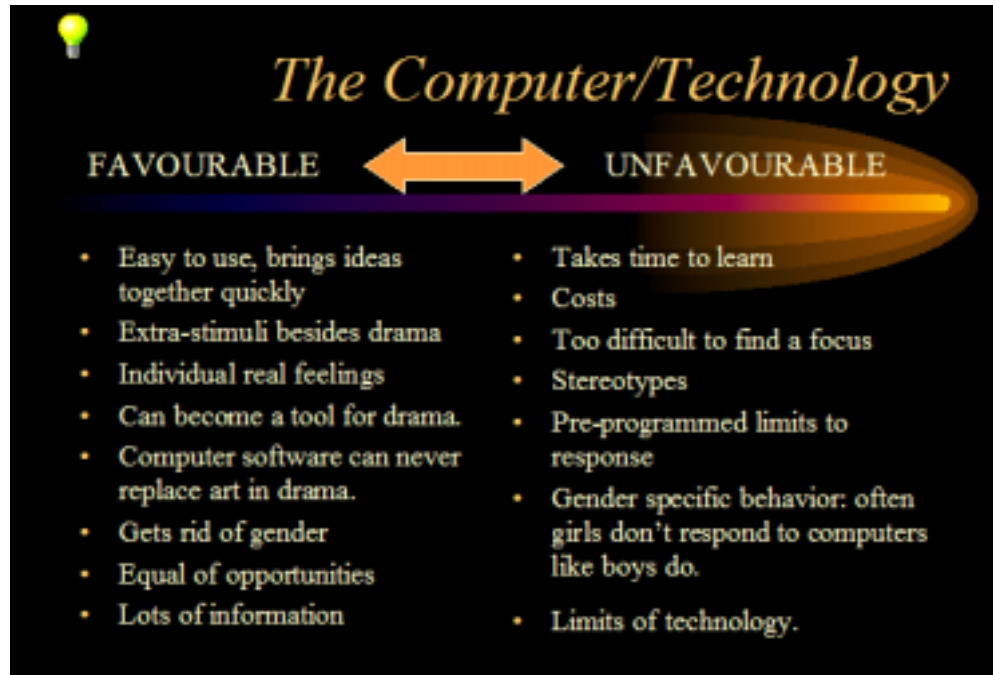 The Computer/Technology
FAVOURABLE
UNFAVOURABLE
• Easy to use, brings ideas
together quickly
• Extra-stimuli besides drama
• Individual real feelings
• Can become a tool for drama.
• Computer software can never
replace art in drama.
• Gets rid of gender
• Equal of opportunities
• Lots of information
• Takes time to learn
• Costs
• Too difficult to find a focus
• Stereotypes
• Pre-programmed limits to
response
• Gender specific behavior: often
girls don't respond to computers
like boys do.
• Limits of technology.